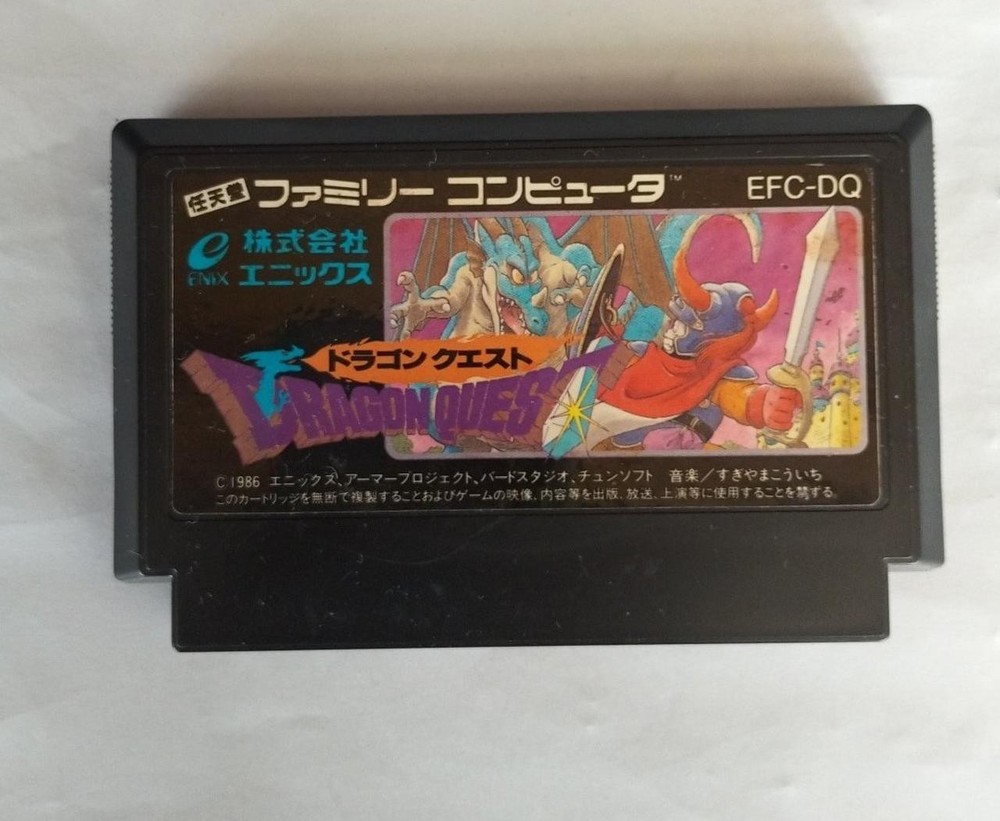 任天堂 ファミリー コンピュータ™ EFC-DQ
株式会社
ENIX エニックス
ドラゴン クエスト
DRAGON QUEST
© 1986 エニックス、アーマープロジェクト、バードスタジオ、チュンソフト 音楽/すぎやまこういち
このカートリッジを無断で複製することおよびゲームの映像、内容等を出版、放送、上演等に使用することを禁ずる。